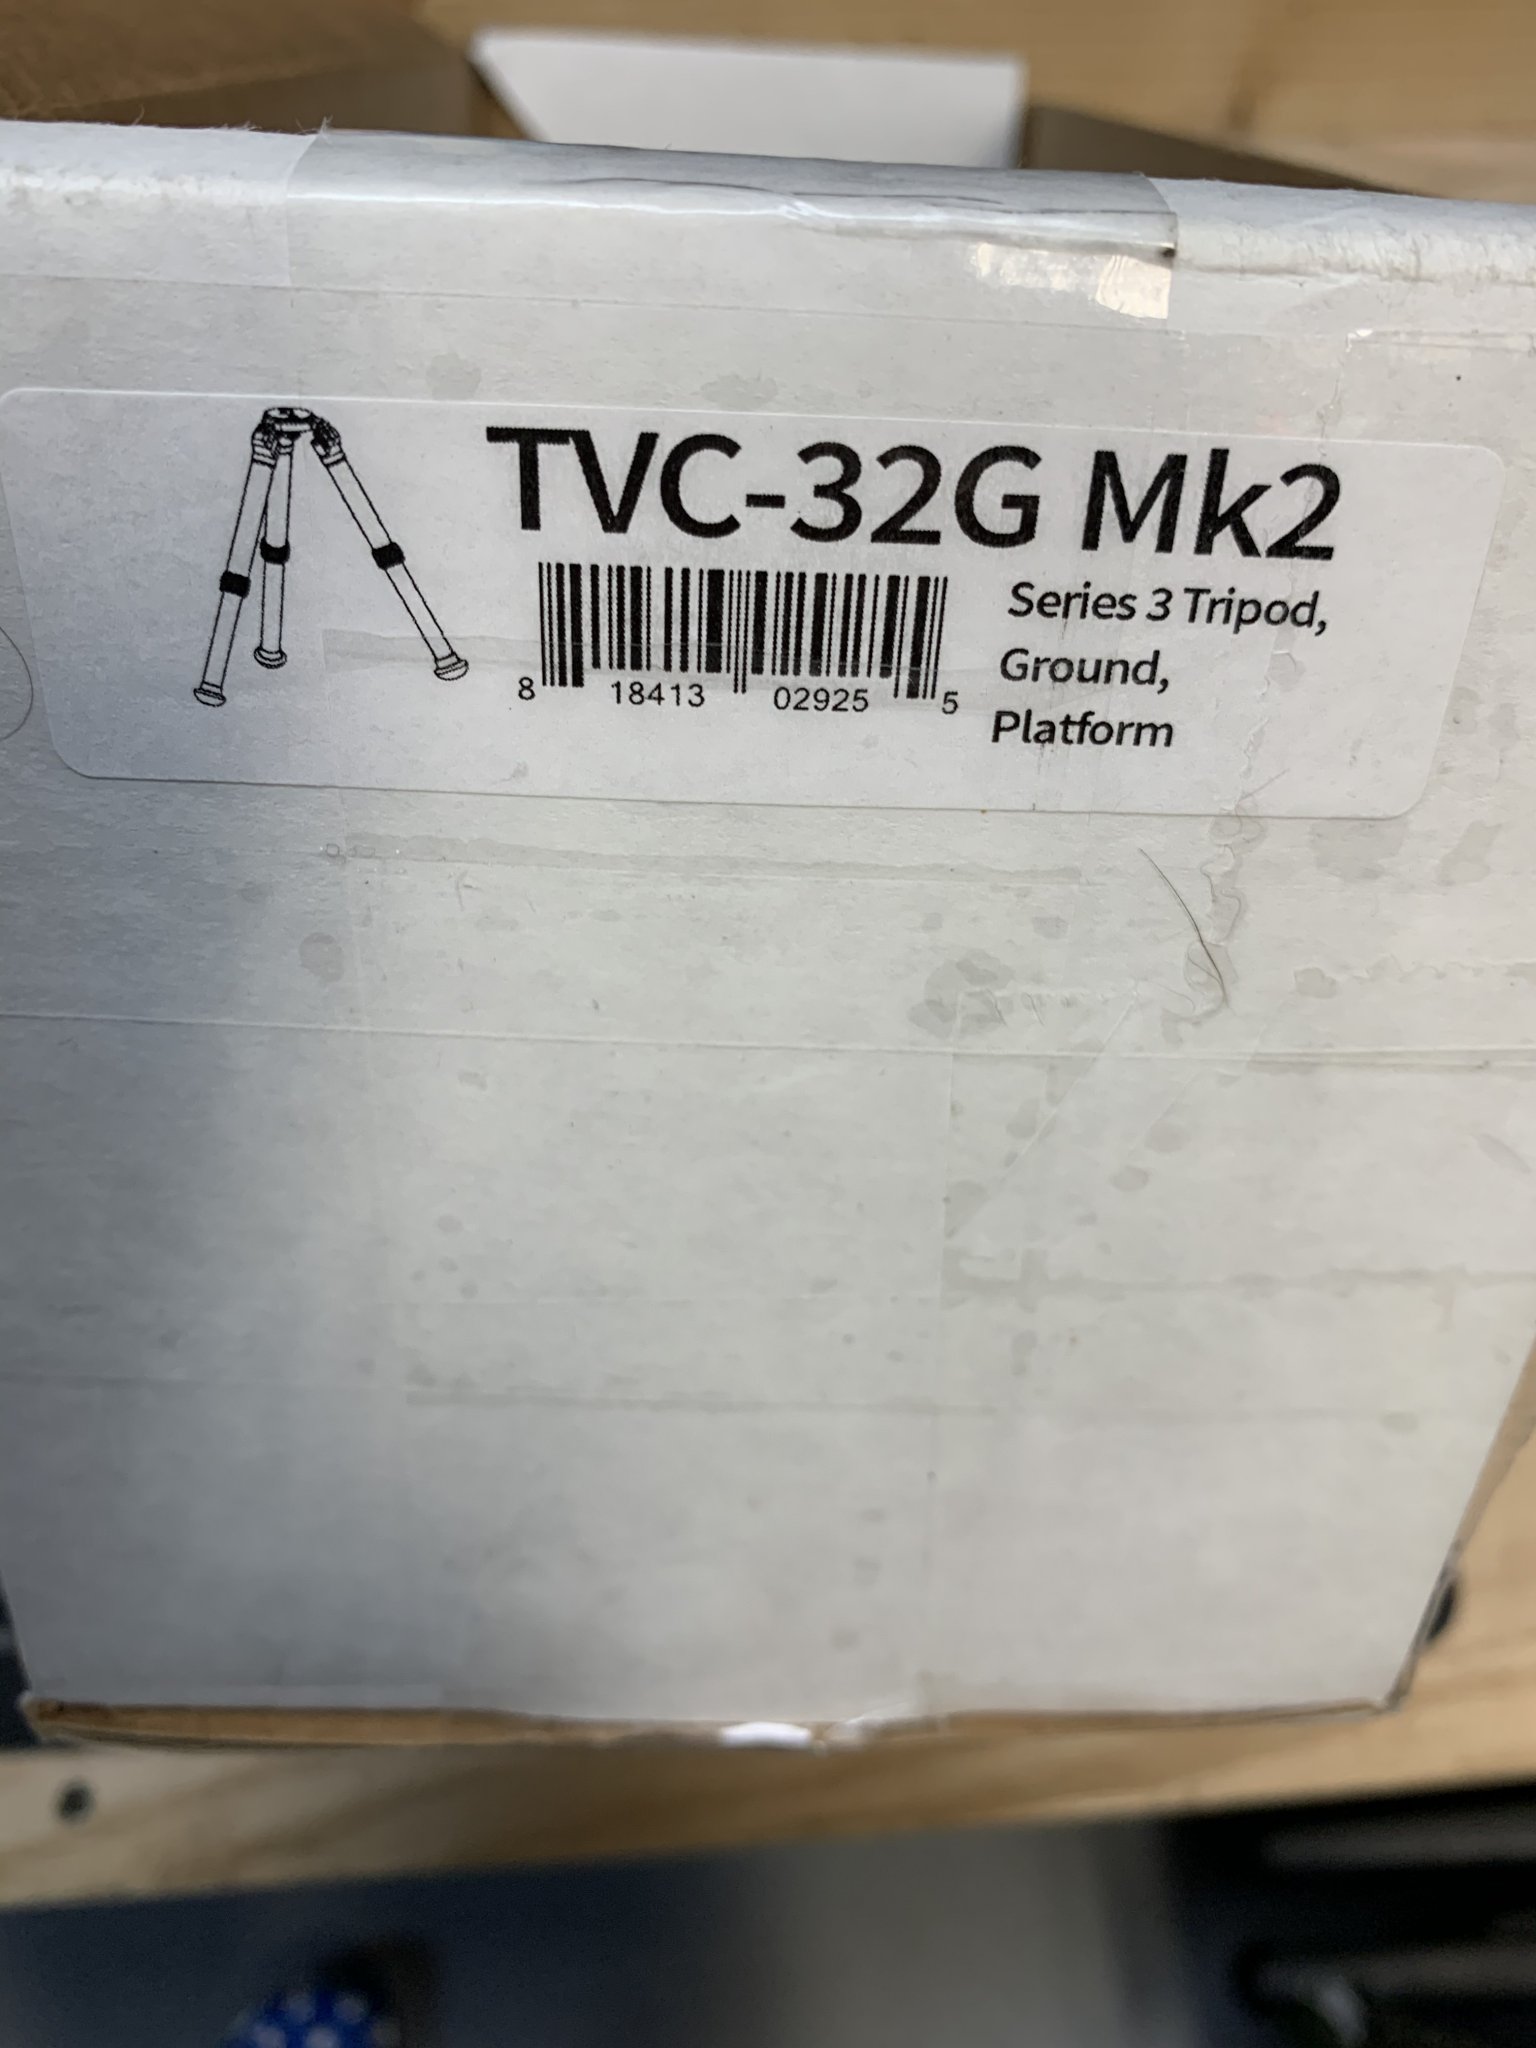 TVC-32G Mk2
8 18413 02925 5
Series 3 Tripod,
Ground,
Platform